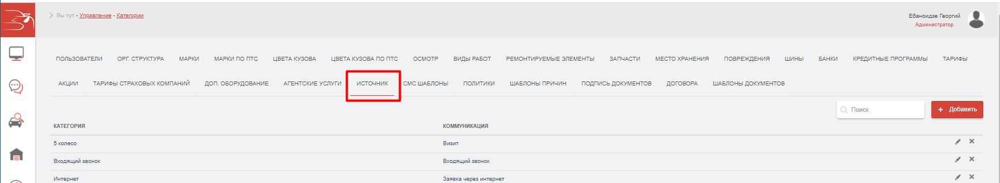 Вы тут - Управление - Категории
Ебаноидзе Георгий
Администратор
ПОЛЬЗОВАТЕЛИ ОРГ. СТРУКТУРА МАРКИ МАРКИ ПО ПТС ЦВЕТА КУЗОВА ЦВЕТА КУЗОВА ПО ПТС ОСМОТР ВИДЫ РАБОТ РЕМОНТИРУЕМЫЕ ЭЛЕМЕНТЫ ЗАПЧАСТИ МЕСТО ХРАНЕНИЯ ПОВРЕЖДЕНИЯ ШИНЫ БАНКИ КРЕДИТНЫЕ ПРОГРАММЫ ТАРИФЫ
АКЦИИ ТАРИФЫ СТРАХОВЫХ КОМПАНИЙ ДОП. ОБОРУДОВАНИЕ АГЕНТСКИЕ УСЛУГИ ИСТОЧНИК СМС ШАБЛОНЫ ПОЛИТИКИ ШАБЛОНЫ ПРИЧИН ПОДПИСЬ ДОКУМЕНТОВ ДОГОВОРА ШАБЛОНЫ ДОКУМЕНТОВ
Поиск + Добавить
КАТЕГОРИЯ КОММУНИКАЦИЯ
5 колесо Визит
Входящий звонок Входящий звонок
Интернет Заявка через интернет